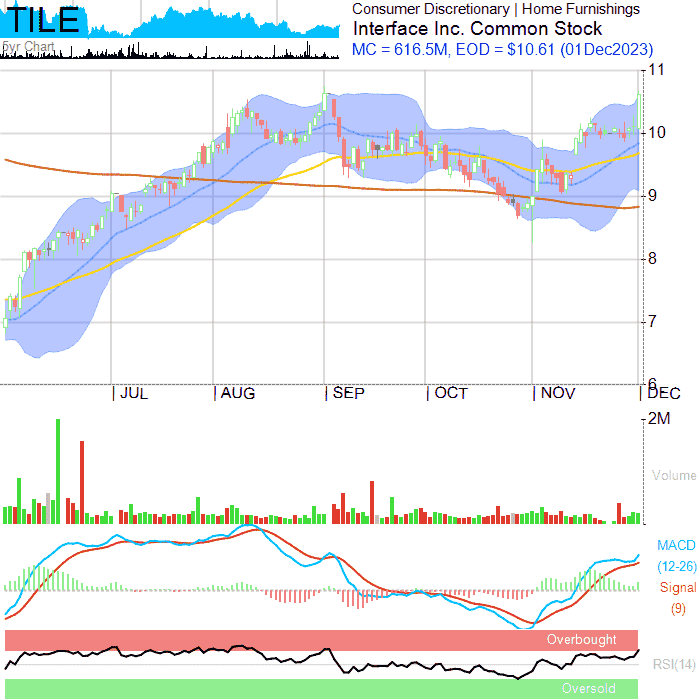 TILE
5yr Chart
Consumer Discretionary | Home Furnishings
Interface Inc. Common Stock
MC = 616.5M, EOD = $10.61 (01Dec2023)
11
10
9
8
7
6
JUL AUG SEP OCT NOV DEC
2M
Volume
MACD
(12-26)
Signal
(9)
Overbought
RSI(14)
Oversold